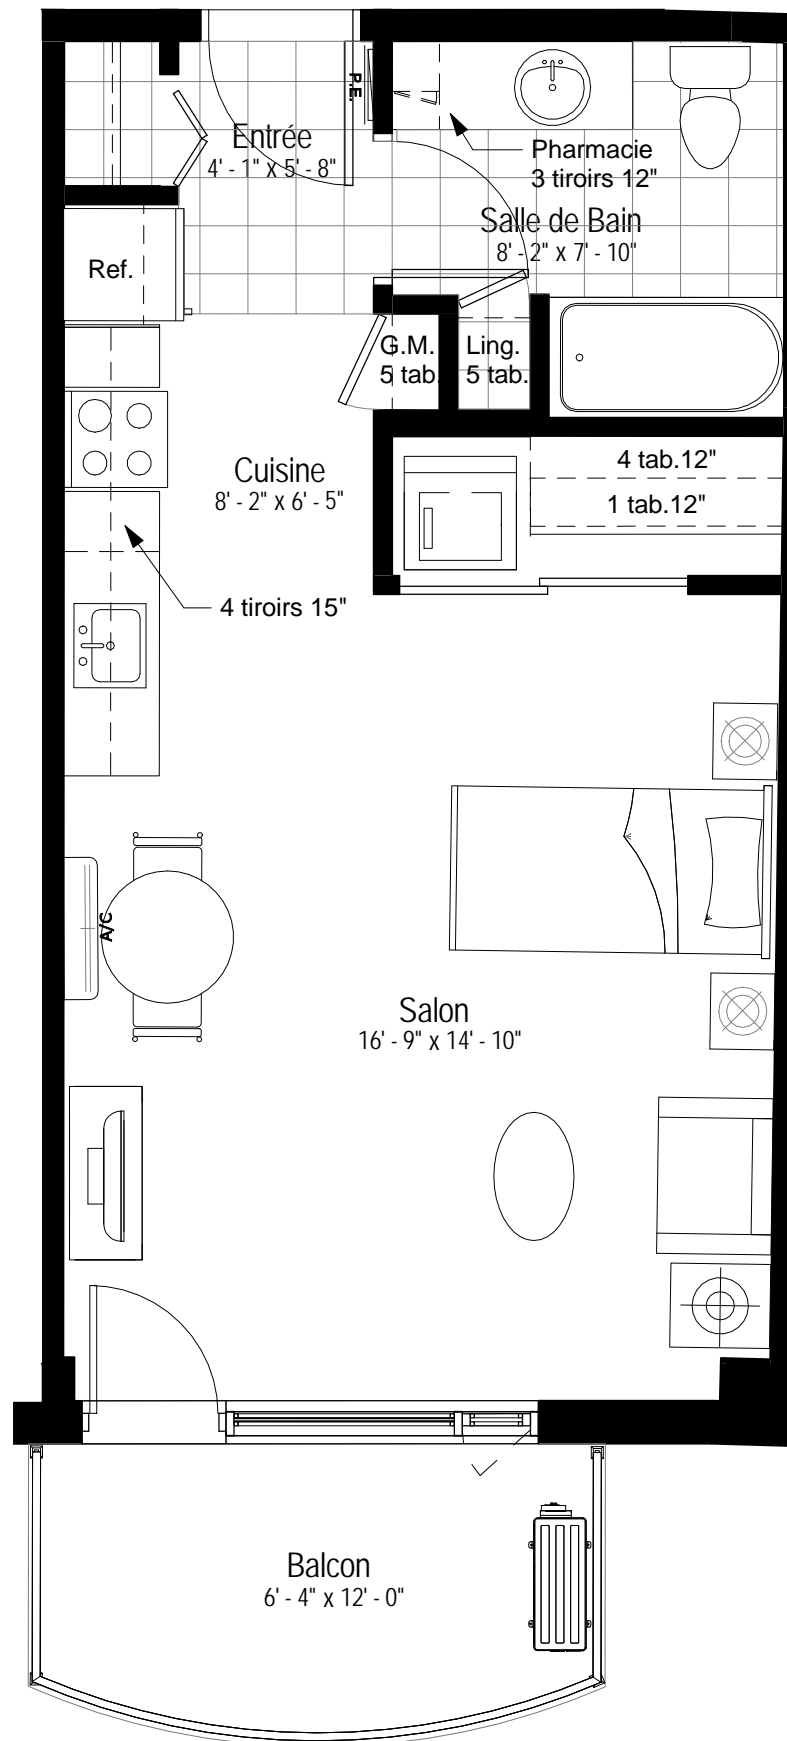 P.E.
Entrée
4' - 1" x 5' - 8"
Pharmacie
3 tiroirs 12"
Salle de Bain
8' - 2" x 7' - 10"
Ref.
G.M.
5 tab.
Ling.
5 tab.
Cuisine
8' - 2" x 6' - 5"
4 tab.12"
1 tab.12"
4 tiroirs 15"
A/C
Salon
16' - 9" x 14' - 10"
Balcon
6' - 4" x 12' - 0"